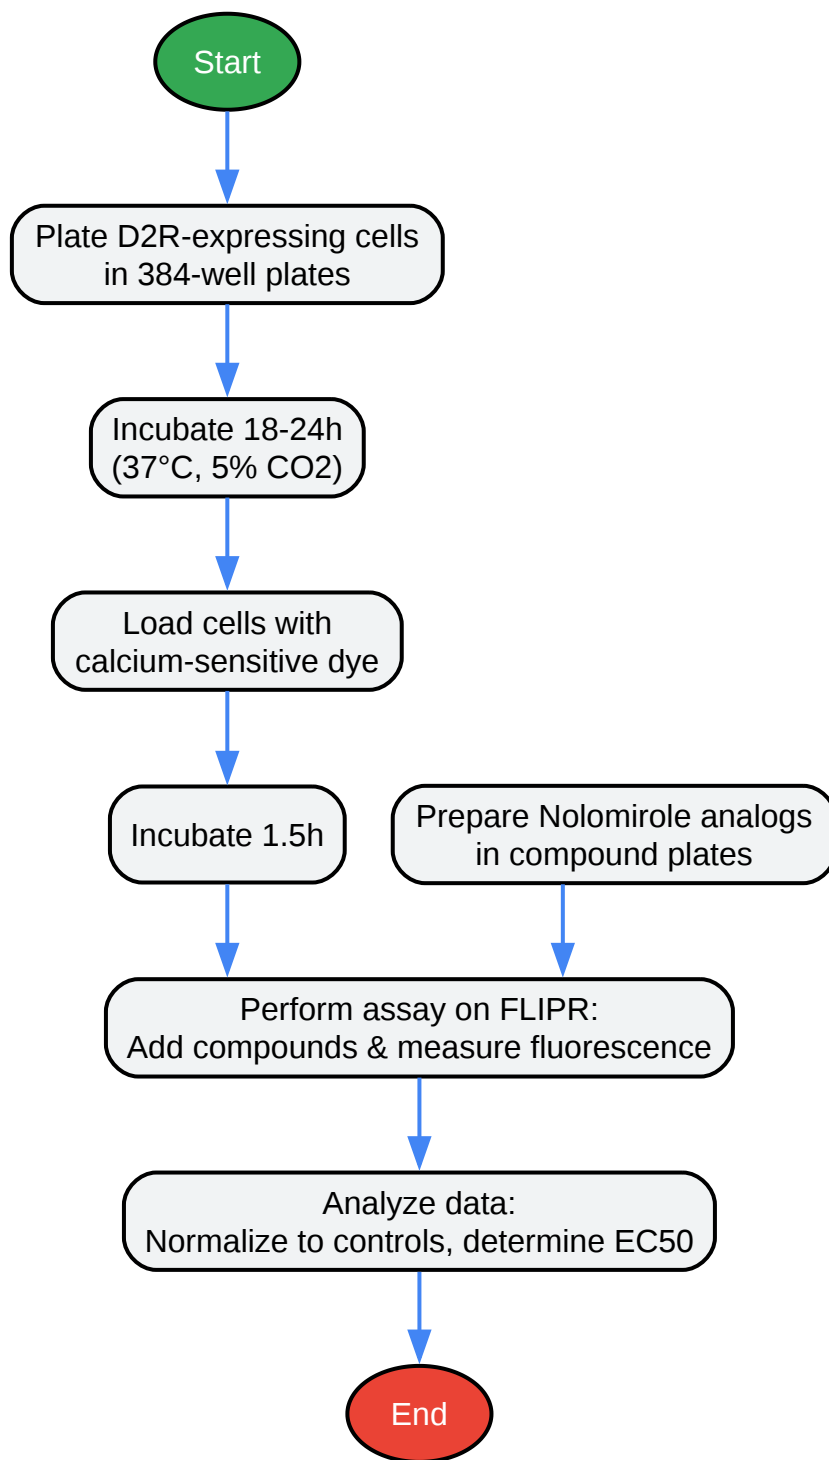 Start
Plate D2R-expressing cells
in 384-well plates
Incubate 18-24h
(37°C, 5% CO2)
Load cells with
calcium-sensitive dye
Incubate 1.5h
Prepare Nolomirole analogs
in compound plates
Perform assay on FLIPR:
Add compounds & measure fluorescence
Analyze data:
Normalize to controls, determine EC50
End